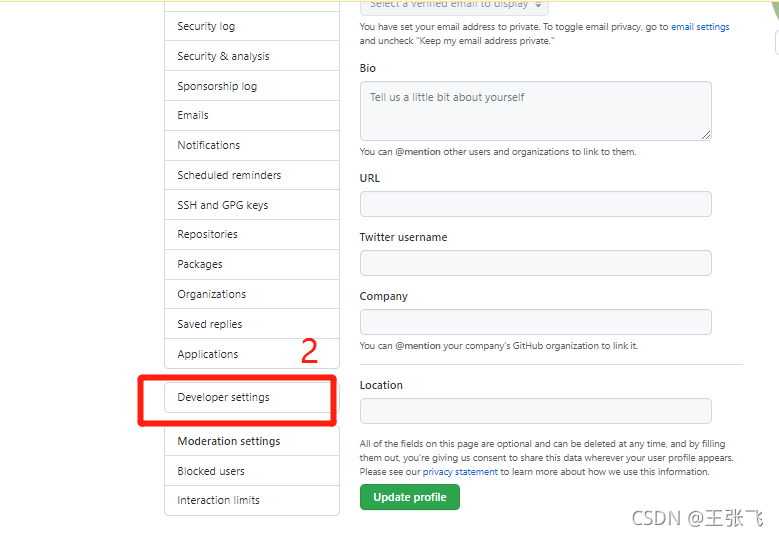 Security log
Security & analysis
Sponsorship log
Emails
Notifications
Scheduled reminders
SSH and GPG keys
Repositories
Packages
Organizations
Saved replies
Applications
2
Developer settings
Moderation settings
Blocked users
Interaction limits
Select a verified email to display
You have set your email address to private. To toggle email privacy, go to email settings
and uncheck "Keep my email address private."
Bio
Tell us a little bit about yourself
You can @mention other users and organizations to link to them.
URL
Twitter username
Company
You can @mention your company's GitHub organization to link it.
Location
All of the fields on this page are optional and can be deleted at any time, and by filling
them out, you're giving us consent to share this data wherever your user profile appears.
Please see our privacy statement to learn more about how we use this information.
Update profile
CSDN @王张飞